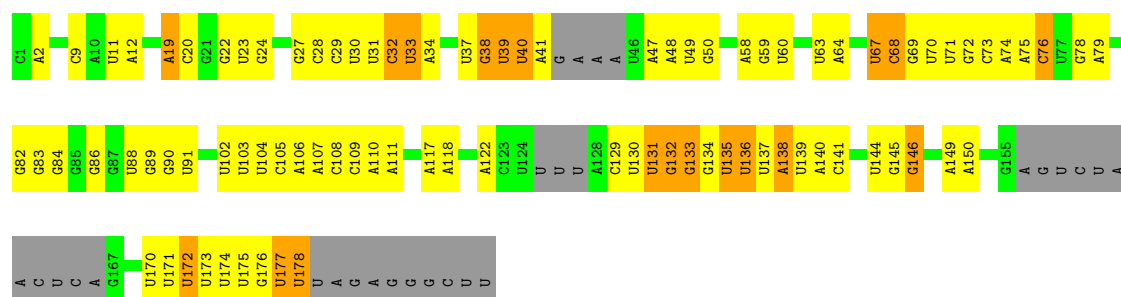 C1 A2 C9 A10 U11 A12 A19 C20 G21 G22 U23 G24 G27 C28 C29 U30 U31 C32 U33 A34 U37 G38 U39 U40 A41 G A A A U46 A47 A48 U49 G50 A58 G59 U60 U63 A64 U67 C68 G69 U70 U71 G72 C73 A74 A75 C76 U77 G78 A79
G82 G83 G84 G85 G86 G87 U88 G89 G90 U91 U102 U103 U104 C105 A106 A107 C108 C109 A110 A111 A117 A118 A122 C123 U124 U U U A128 C129 U130 U131 G132 G133 G134 U135 U136 U137 A138 U139 A140 C141 U144 G145 G146 A149 A150 G155 A G U C U A
A C U C A G167 U170 U171 U172 U173 U174 U175 G176 U177 U178 U A G A G G G C U U